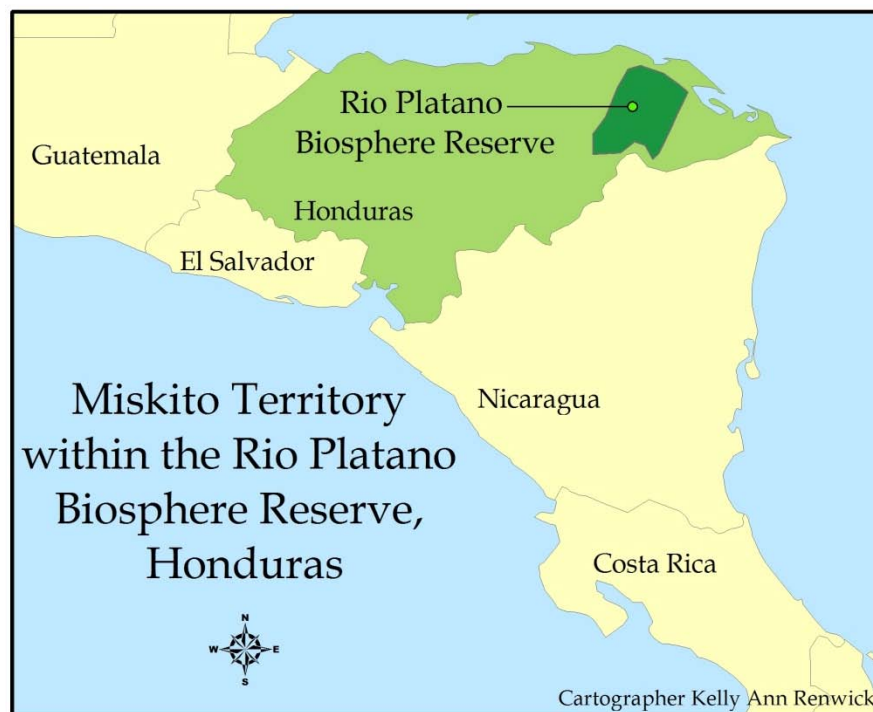 Rio Platano
Biosphere Reserve
Guatemala
Honduras
El Salvador
Nicaragua
Miskito Territory
within the Rio Platano
Biosphere Reserve,
Honduras
Costa Rica
N
W E
S
Cartographer Kelly Ann Renwick